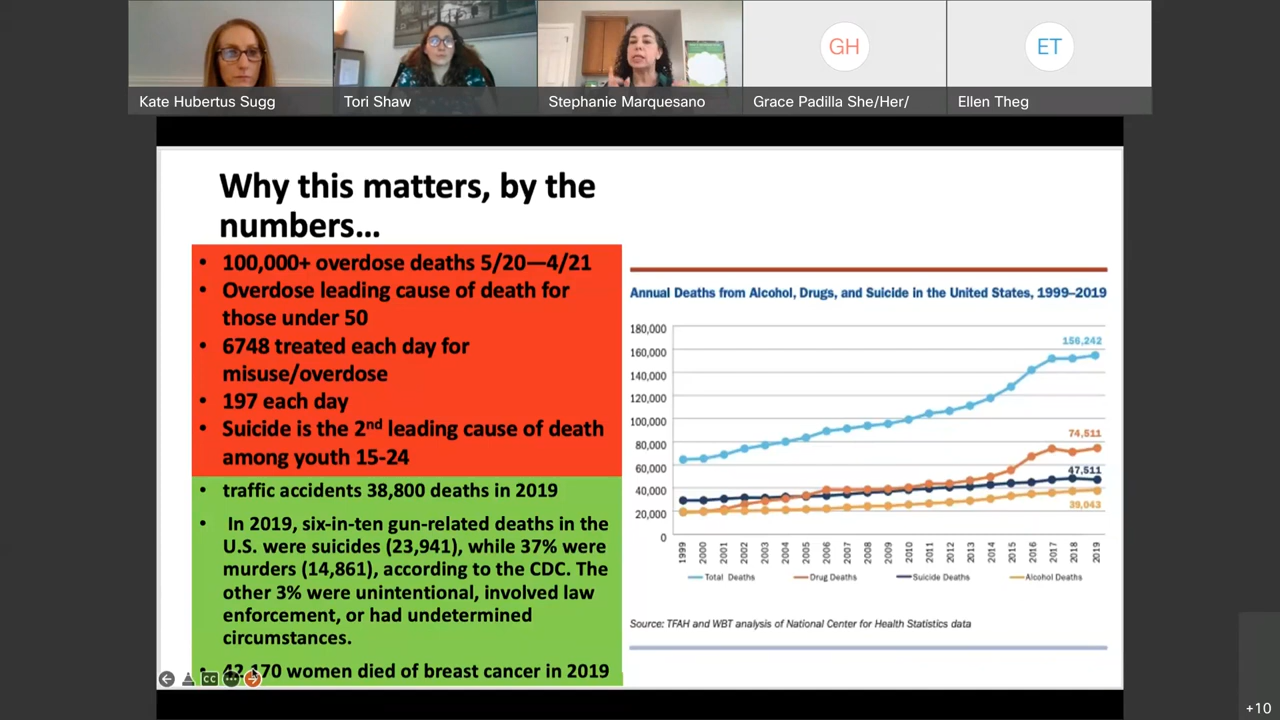 Kate Hubertus Sugg
Tori Shaw
Stephanie Marquesano
GH
Grace Padilla She/Her/
ET
Ellen Theg
Why this matters, by the
numbers...
• 100,000+ overdose deaths 5/20—4/21
• Overdose leading cause of death for
those under 50
• 6748 treated each day for
misuse/overdose
• 197 each day
• Suicide is the 2nd leading cause of death
among youth 15-24
• traffic accidents 38,800 deaths in 2019
• In 2019, six-in-ten gun-related deaths in the
U.S. were suicides (23,941), while 37% were
murders (14,861), according to the CDC. The
other 3% were unintentional, involved law
enforcement, or had undetermined
circumstances.
• 42,170 women died of breast cancer in 2019
CC
Annual Deaths from Alcohol, Drugs, and Suicide in the United States, 1999–2019
180,000
160,000
140,000
120,000
100,000
80,000
60,000
40,000
20,000
0
156,242
74,511
47,511
39,043
1999
2000
2001
2002
2003
2004
2005
2006
2007
2008
2009
2010
2011
2012
2013
2014
2015
2016
2017
2018
2019
Total Deaths
Drug Deaths
Suicide Deaths
Alcohol Deaths
Source: TFAH and WBT analysis of National Center for Health Statistics data
+10